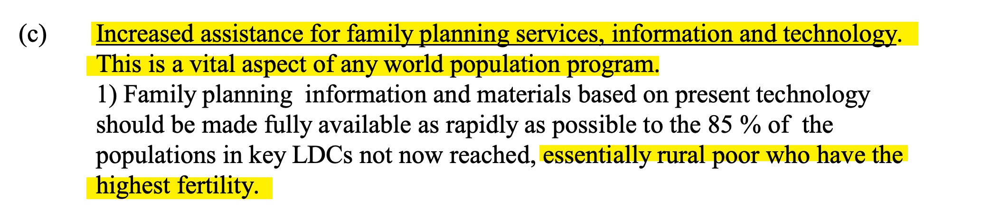 (c) Increased assistance for family planning services, information and technology.
This is a vital aspect of any world population program.
1) Family planning  information and materials based on present technology
should be made fully available as rapidly as possible to the 85 % of  the
populations in key LDCs not now reached, essentially rural poor who have the
highest fertility.